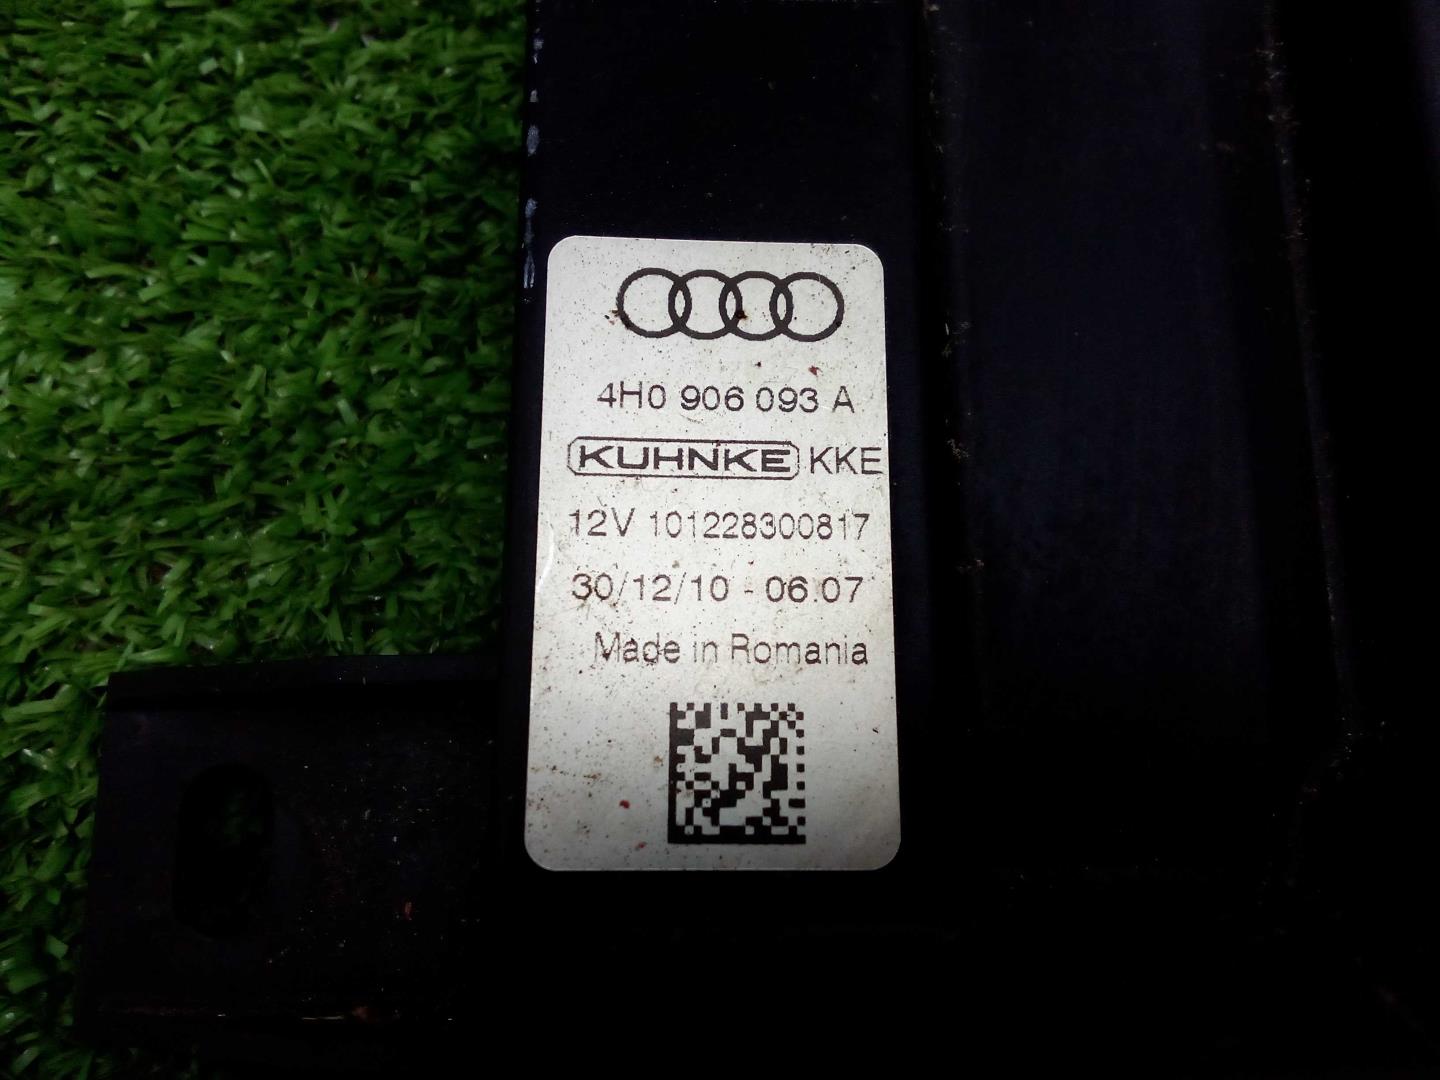 4H0 906 093 A
KUHNKE KKE
12V 101228300817
30/12/10 - 06:07
Made in Romania